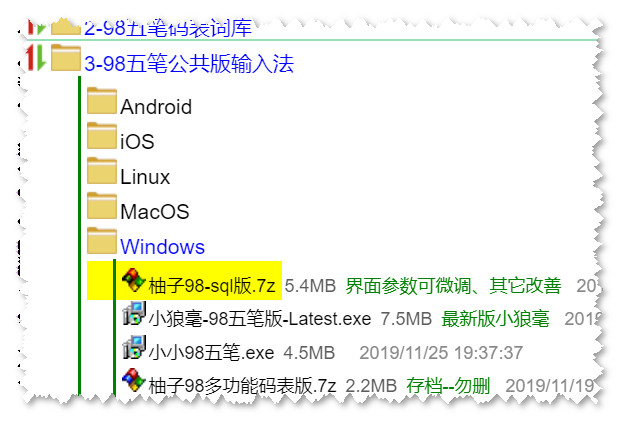 2-98五笔码表词库
3-98五笔公共版输入法
Android
iOS
Linux
MacOS
Windows
柚子98-sql版.7z 5.4MB 界面参数可微调、其它改善 20
小狼毫-98五笔版-Latest.exe 7.5MB 最新版小狼毫 2019
小小98五笔.exe 4.5MB 2019/11/25 19:37:37
柚子98多功能码表版.7z 2.2MB 存档--勿删 2019/11/19